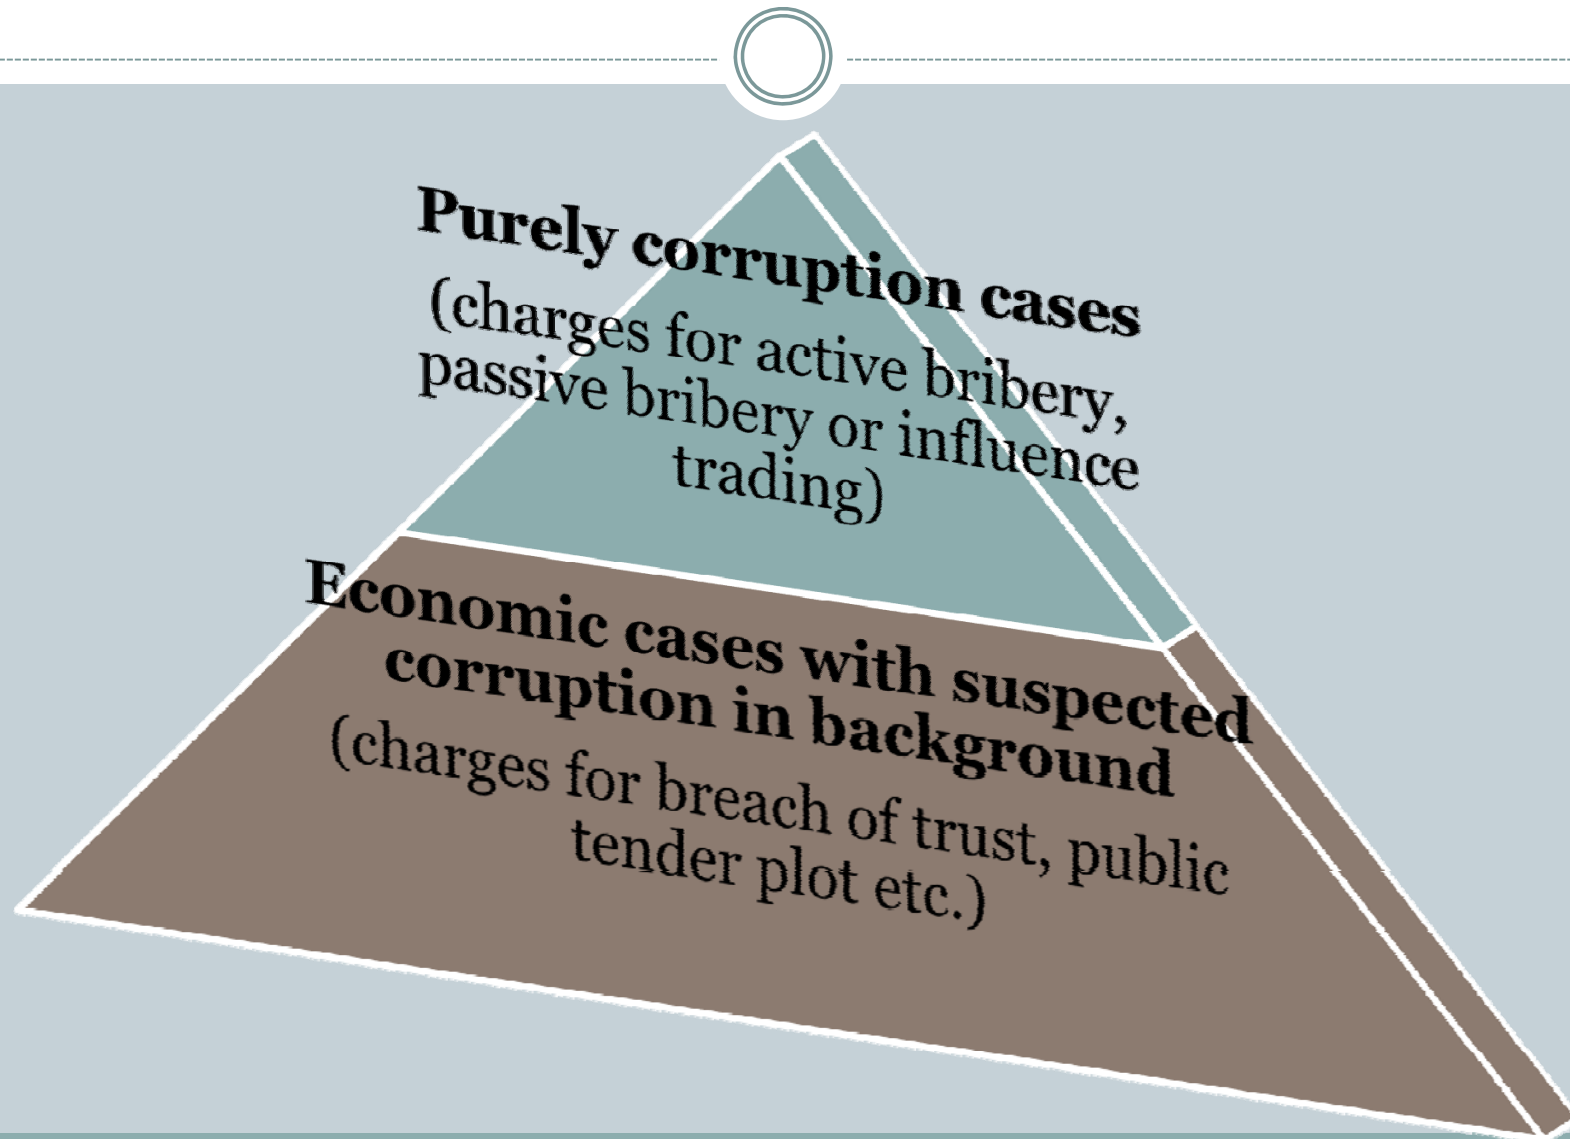 Purely corruption cases
(charges for active bribery,
passive bribery or influence
trading)
Economic cases with suspected
corruption in background
(charges for breach of trust, public
tender plot etc.)